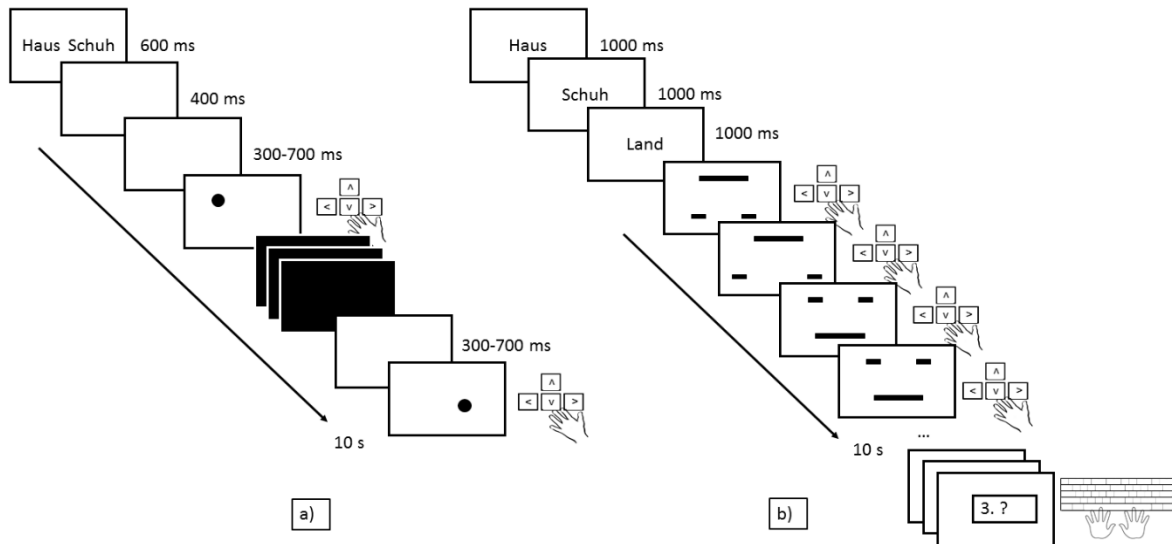 Haus Schuh
600 ms
400 ms
300-700 ms
^
< v >
300-700 ms
^
< v >
10 s
a)
Haus
1000 ms
Schuh
1000 ms
Land
1000 ms
^
< v >
^
< v >
^
< v >
^
< v >
10 s
...
3. ?
b)